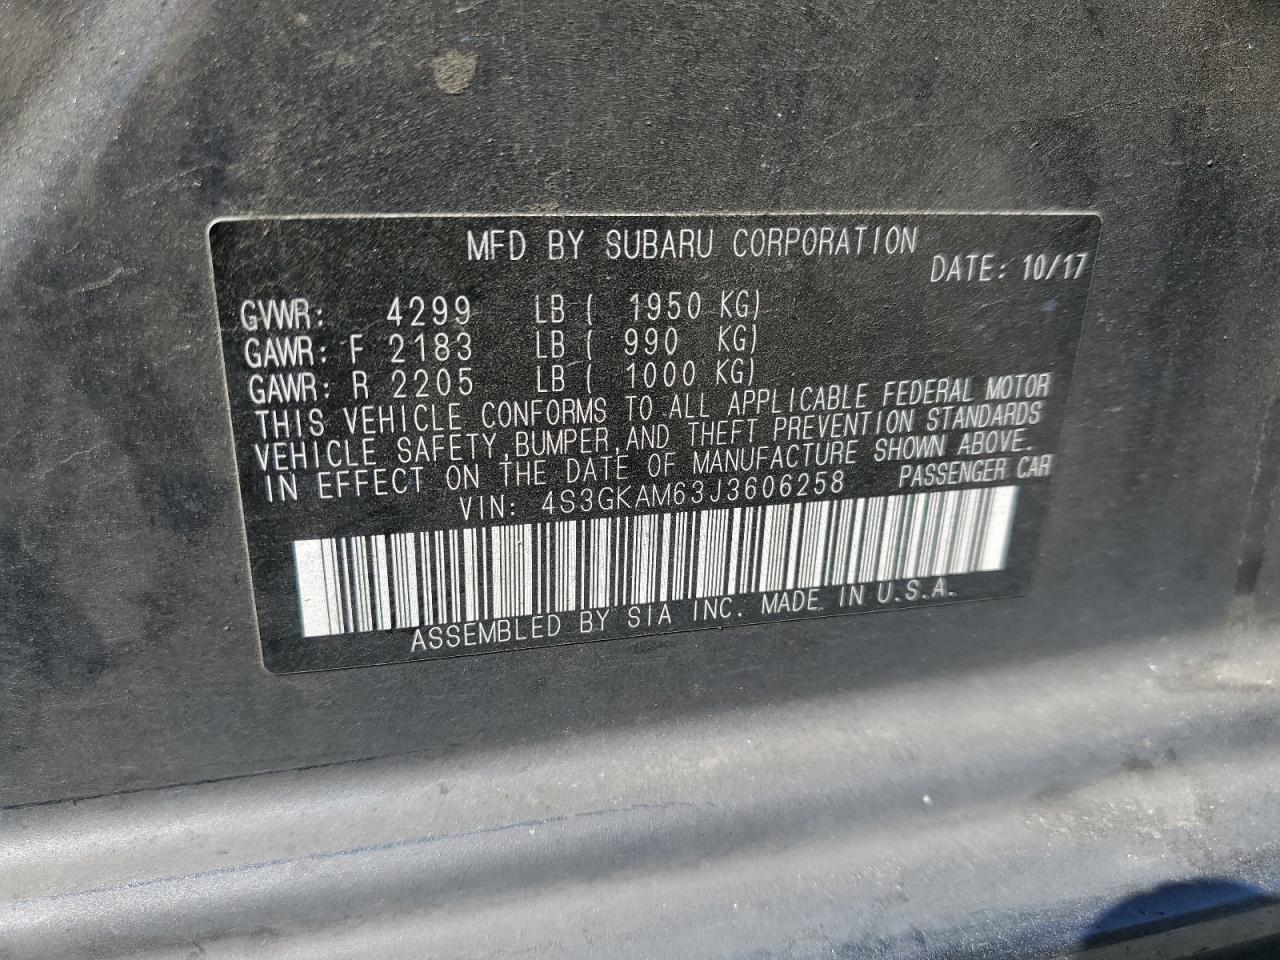 MFD BY SUBARU CORPORATION
DATE: 10/17
GVWR: 4299 LB ( 1950 KG)
GAWR: F 2183 LB ( 990 KG)
GAWR: R 2205 LB ( 1000 KG)
THIS VEHICLE CONFORMS TO ALL APPLICABLE FEDERAL MOTOR
VEHICLE SAFETY,BUMPER,AND THEFT PREVENTION STANDARDS
IN EFFECT ON THE DATE OF MANUFACTURE SHOWN ABOVE.
VIN: 4S3GKAM63J3606258 PASSENGER CAR
ASSEMBLED BY SIA INC. MADE IN U.S.A.